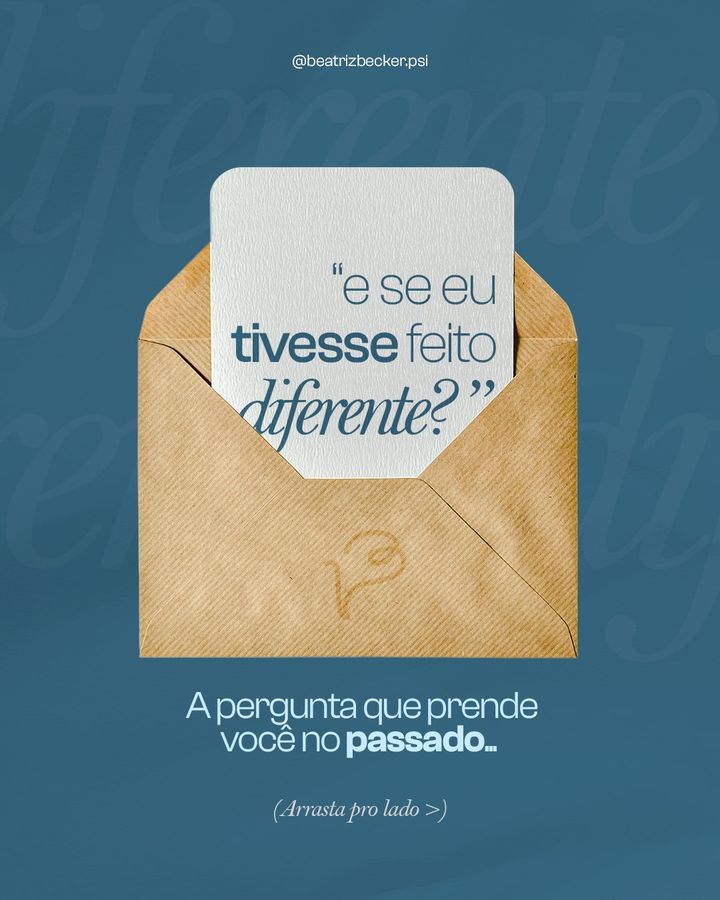 @beatrizbecker.psi
“e se eu
tivesse feito
diferente?”
A pergunta que prende
você no passado...
(Arrasta pro lado >)